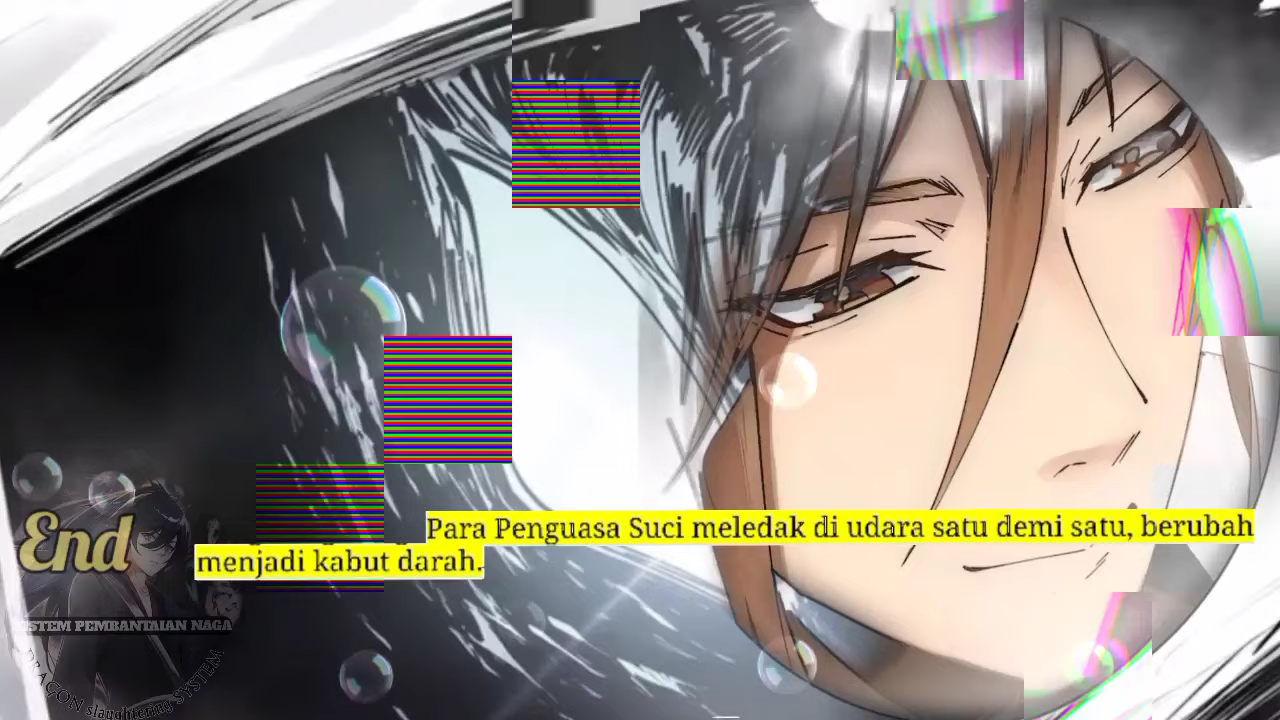 Para Penguasa Suci meledak di udara satu demi satu, berubah
menjadi kabut darah.
End
SISTEM PEMBANTAIAN NAGA
DRAGON slaughtering SYSTEM